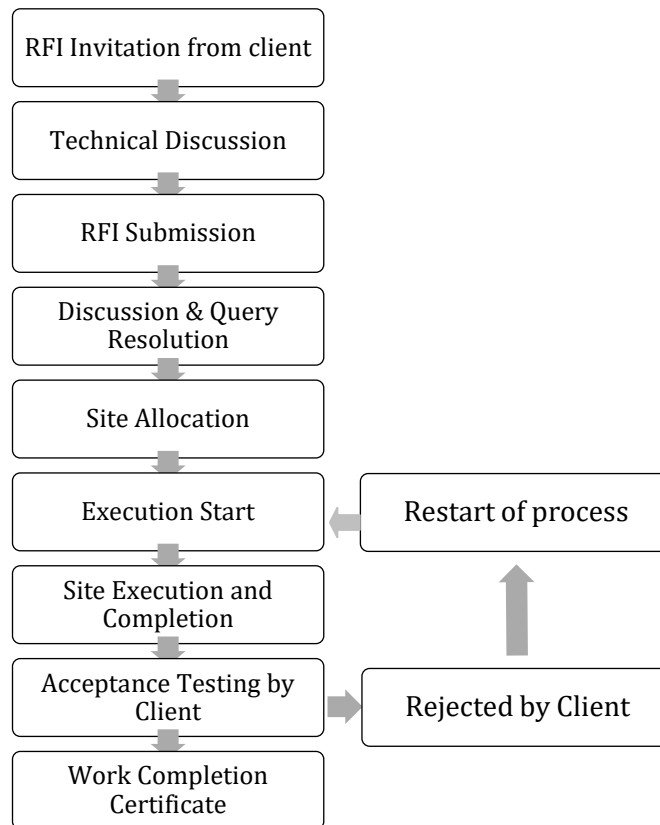 RFI Invitation from client
Technical Discussion
RFI Submission
Discussion & Query
Resolution
Site Allocation
Execution Start
Restart of process
Site Execution and
Completion
Acceptance Testing by
Client
Rejected by Client
Work Completion
Certificate